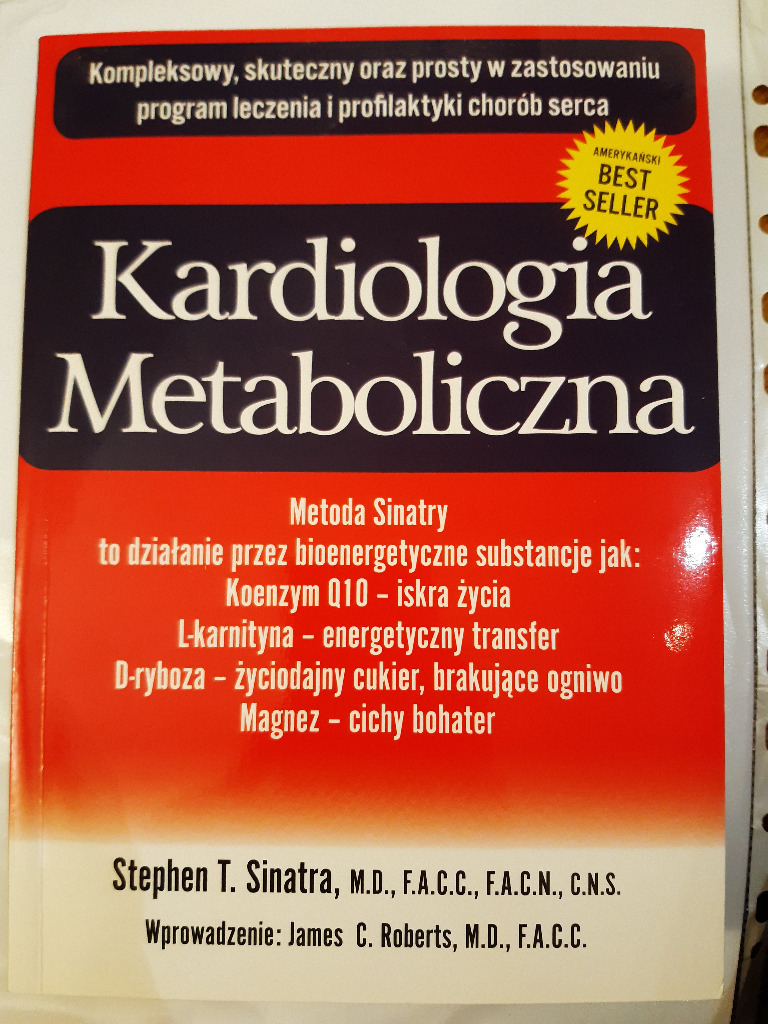 Kompleksowy, skuteczny oraz prosty w zastosowaniu
program leczenia i profilaktyki chorób serca
AMERYKAŃSKI
BEST
SELLER
Kardiologia
Metaboliczna
Metoda Sinatry
to działanie przez bioenergetyczne substancje jak:
Koenzym Q10 – iskra życia
L-karnityna – energetyczny transfer
D-ryboza – życiodajny cukier, brakujące ogniwo
Magnez – cichy bohater
Stephen T. Sinatra, M.D., F.A.C.C., F.A.C.N., C.N.S.
Wprowadzenie: James C. Roberts, M.D., F.A.C.C.